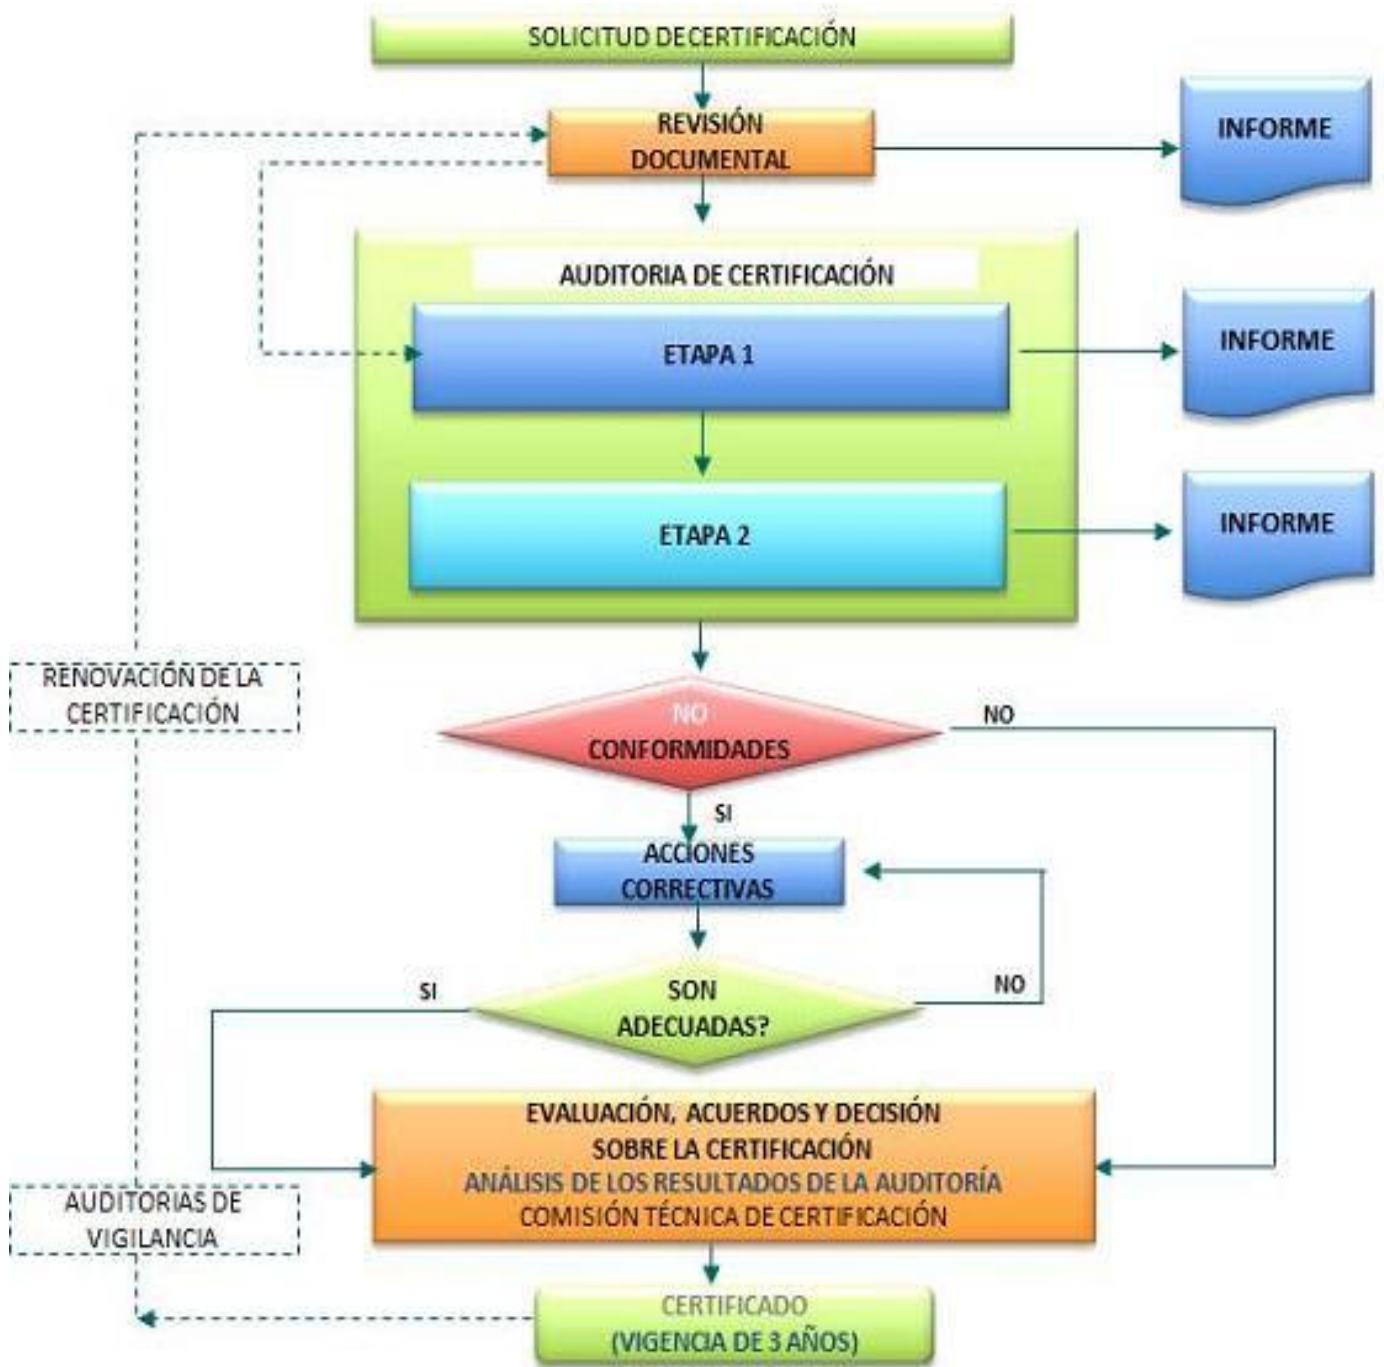 SOLICITUD DECERTIFICACIÓN
REVISIÓN
DOCUMENTAL
INFORME
AUDITORIA DE CERTIFICACIÓN
ETAPA 1
INFORME
ETAPA 2
INFORME
RENOVACIÓN DE LA
CERTIFICACIÓN
NO
CONFORMIDADES
NO
SI
ACCIONES
CORRECTIVAS
SI
SON
ADECUADAS?
NO
EVALUACIÓN, ACUERDOS Y DECISIÓN
SOBRE LA CERTIFICACIÓN
ANÁLISIS DE LOS RESULTADOS DE LA AUDITORÍA
COMISIÓN TÉCNICA DE CERTIFICACIÓN
AUDITORIAS DE
VIGILANCIA
CERTIFICADO
(VIGENCIA DE 3 AÑOS)